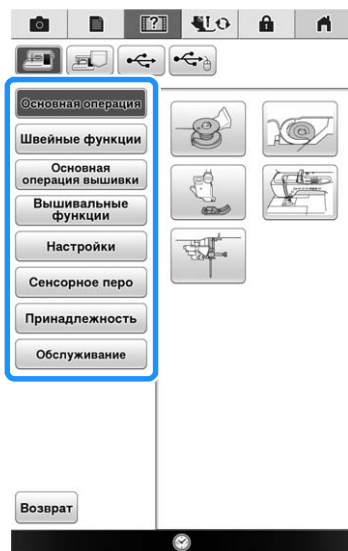 Основная операция
Швейные функции
Основная
операция вышивки
Вышивальные
функции
Настройки
Сенсорное перо
Принадлежность
Обслуживание
Возврат